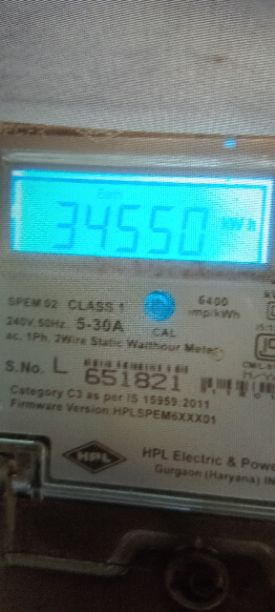 34550 kWh
SPEM 02 CLASS 1 6400
240V, 50Hz, 5-30A imp/kWh
CAL
ac, 1Ph, 2Wire Static Watthour Meter
S.No. L 651821
Category C3 as per IS 15959:2011
Firmware Version:HPLSPEM6XXX01
HPL HPL Electric & Powe
Gurgaon (Haryana) IN